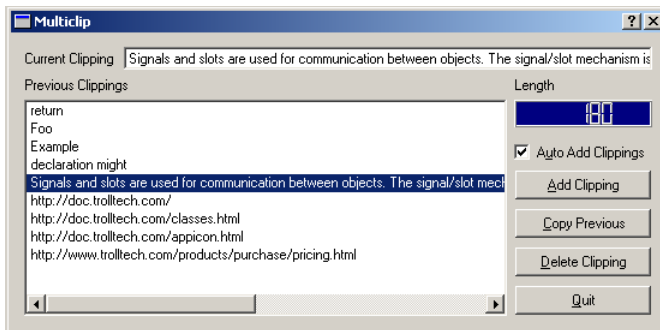 Multiclip
Current Clipping Signals and slots are used for communication between objects. The signal/slot mechanism is
Previous Clippings
Length
return
Foo
Example
declaration might
Signals and slots are used for communication between objects. The signal/slot mech
http://doc.trolltech.com/
http://doc.trolltech.com/classes.html
http://doc.trolltech.com/appicon.html
http://www.trolltech.com/products/purchase/pricing.html
180
Auto Add Clippings
Add Clipping
Copy Previous
Delete Clipping
Quit